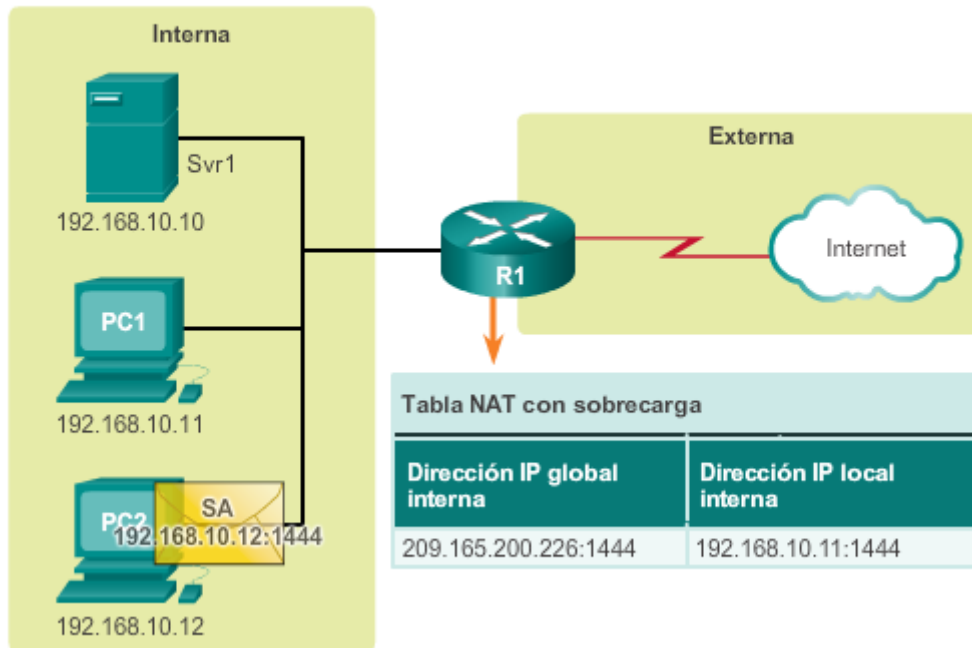 Interna
Svr1
192.168.10.10
PC1
192.168.10.11
PC2
SA
192.168.10.12:1444
192.168.10.12
Externa
R1
Internet
Tabla NAT con sobrecarga
Dirección IP global interna
Dirección IP local interna
209.165.200.226:1444
192.168.10.11:1444